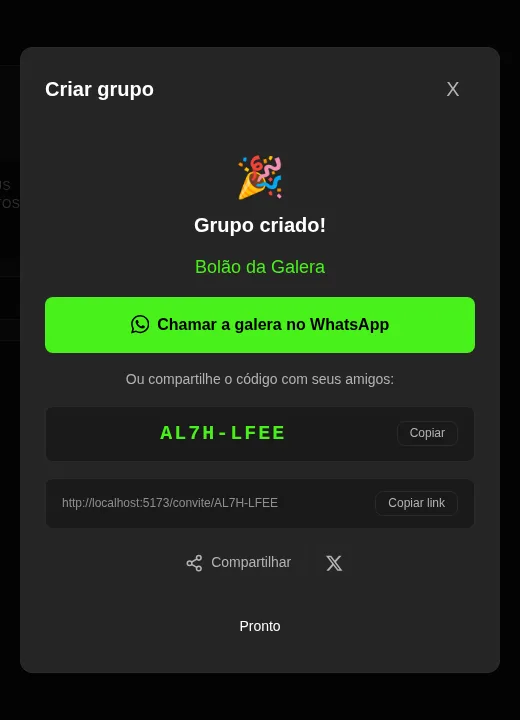 Criar grupo
X
Grupo criado!
Bolão da Galera
Chamar a galera no WhatsApp
Ou compartilhe o código com seus amigos:
AL7H-LFEE
Copiar
http://localhost:5173/convite/AL7H-LFEE
Copiar link
Compartilhar
Pronto